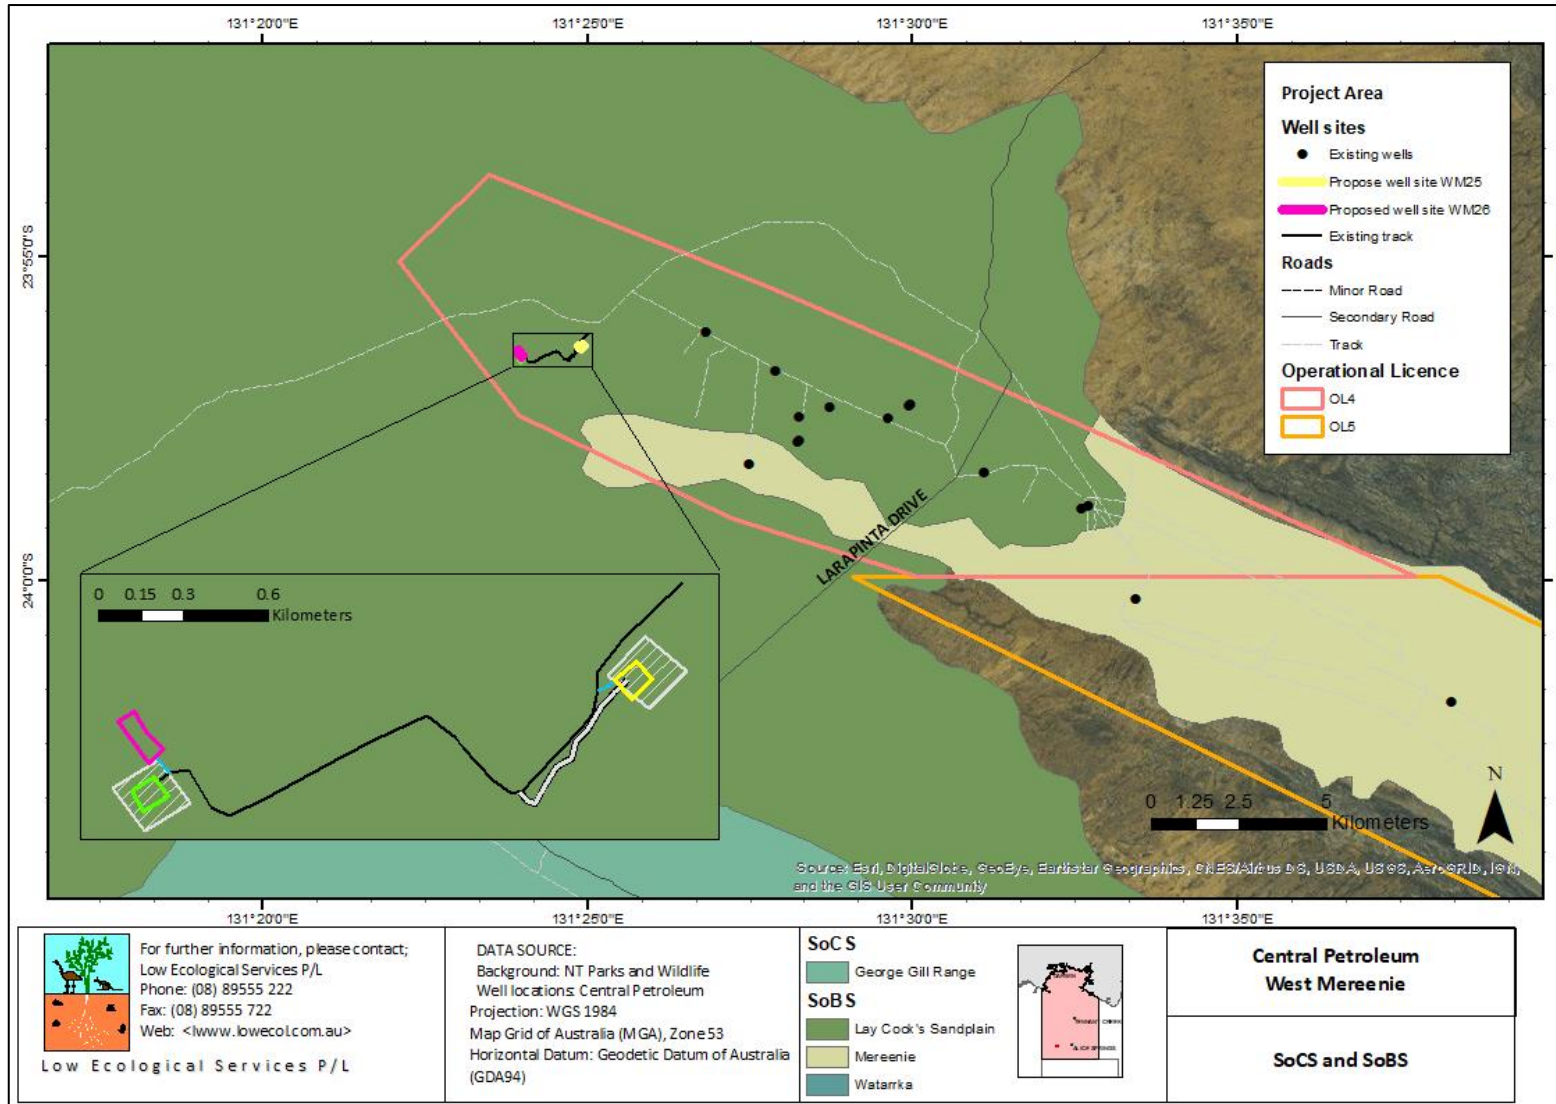 131°20'0"E 131°25'0"E 131°30'0"E 131°35'0"E
23°55'0"S
24°0'0"S
Project Area
Well sites
Existing wells
Propose well site WM25
Proposed well site WM26
Existing track
Roads
Minor Road
Secondary Road
Track
Operational Licence
OL4
OL5
LARAPINTA DRIVE
0 0.15 0.3 0.6
Kilometers
N
0 1.25 2.5 5
Kilometers
Source: Esri, DigitalGlobe, GeoEye, Earthstar Geographics, CNES/Airbus DS, USDA, USGS, AeroGRID, IGN,
and the GIS User Community
131°20'0"E 131°25'0"E 131°30'0"E 131°35'0"E
For further information, please contact;
Low Ecological Services P/L
Phone: (08) 89555 222
Fax: (08) 89555 722
Web: <lwww.lowecol.com.au>
Low Ecological Services P/L
DATA SOURCE:
Background: NT Parks and Wildlife
Well locations: Central Petroleum
Projection: WGS 1984
Map Grid of Australia (MGA), Zone 53
Horizontal Datum: Geodetic Datum of Australia
(GDA94)
SoCS
George Gill Range
SoBS
Lay Cook's Sandplain
Mereenie
Watarrka
TENNANT CREEK
ALICE SPRINGS
Central Petroleum
West Mereenie
SoCS and SoBS